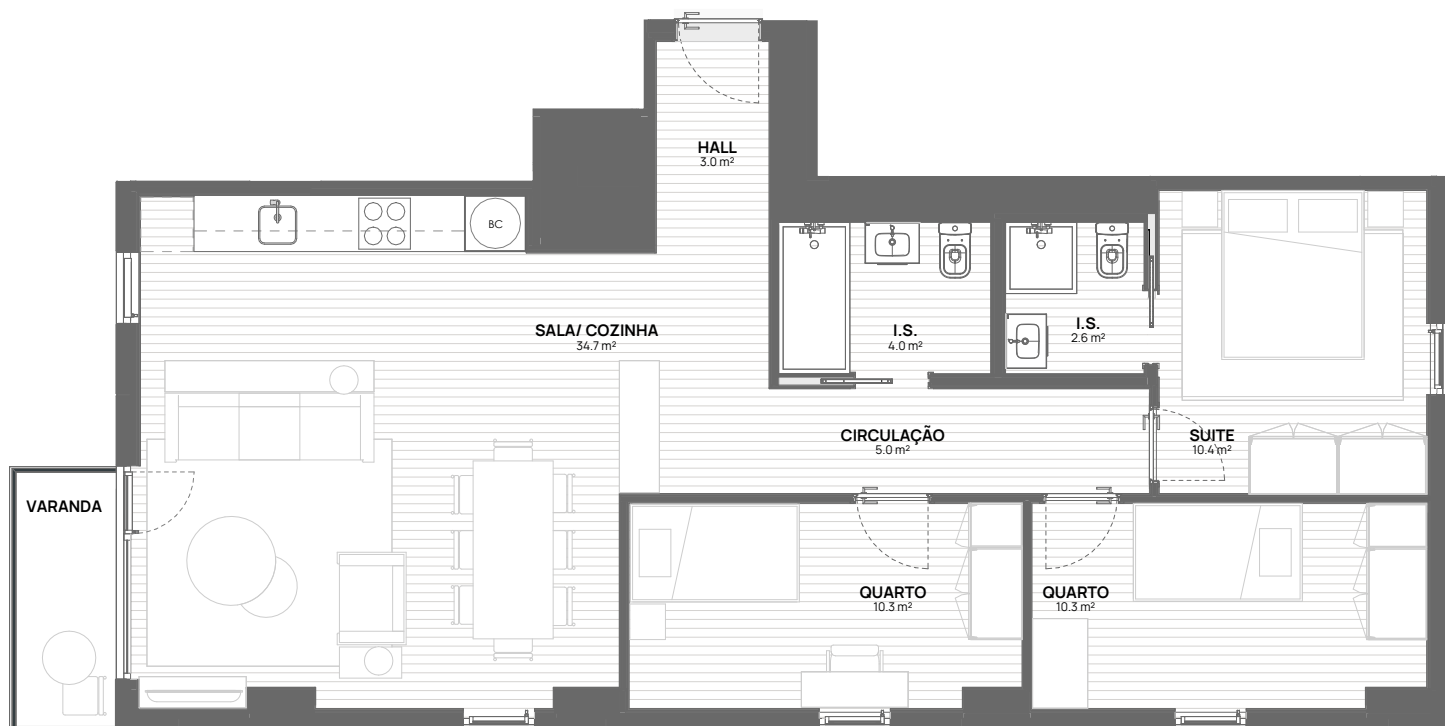 HALL
3.0 m²
BC
SALA/ COZINHA
34.7 m²
I.S.
4.0 m²
I.S.
2.6 m²
CIRCULAÇÃO
5.0 m²
SUITE
10.4 m²
VARANDA
QUARTO
10.3 m²
QUARTO
10.3 m²